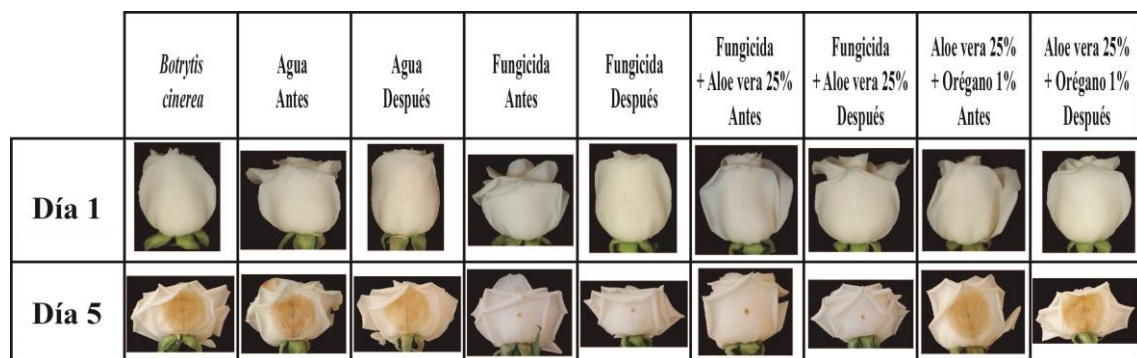 Botrytis
cinerea
Agua
Antes
Agua
Después
Fungicida
Antes
Fungicida
Después
Fungicida
+ Aloe vera 25%
Antes
Fungicida
+ Aloe vera 25%
Después
Aloe vera 25%
+ Orégano 1%
Antes
Aloe vera 25%
+ Orégano 1%
Después
Día 1
Día 5